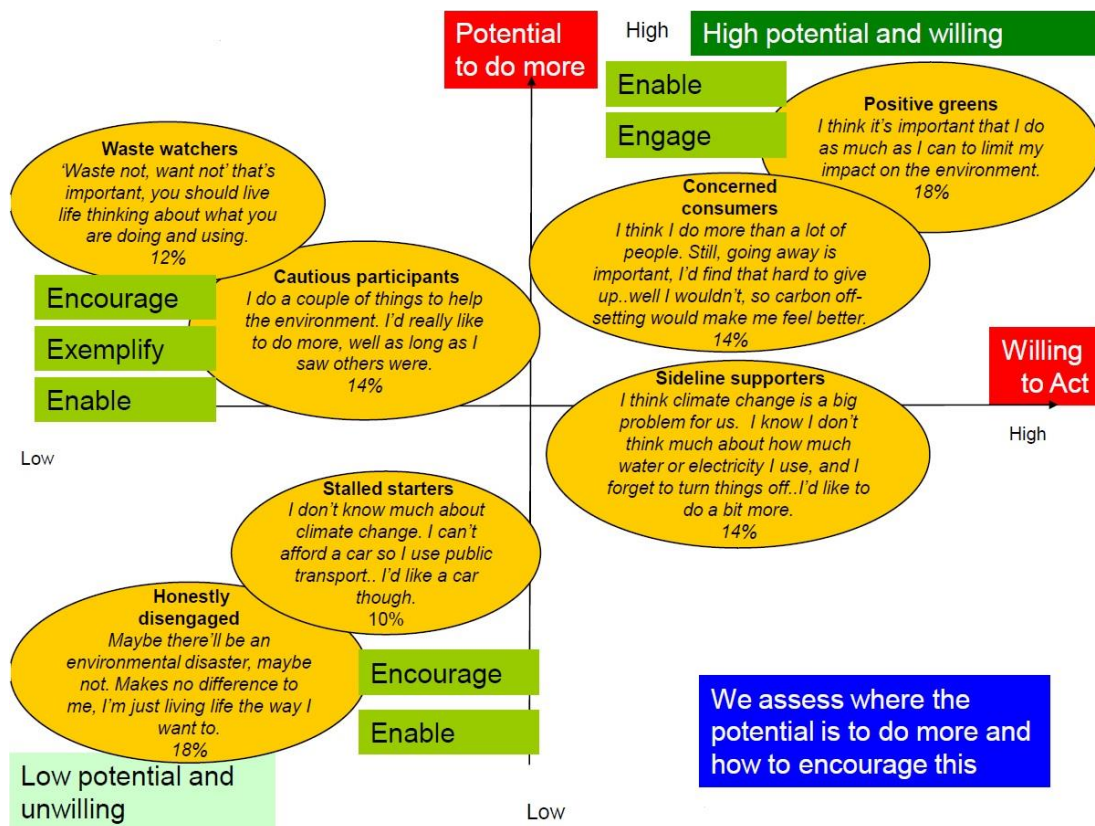 Potential
to do more
High
High potential and willing
Enable
Engage
Positive greens
I think it's important that I do
as much as I can to limit my
impact on the environment.
18%
Waste watchers
‘Waste not, want not’ that's
important, you should live
life thinking about what you
are doing and using.
12%
Concerned
consumers
I think I do more than a lot of
people. Still, going away is
important, I'd find that hard to give
up..well I wouldn't, so carbon off-
setting would make me feel better.
14%
Cautious participants
I do a couple of things to help
the environment. I'd really like
to do more, well as long as I
saw others were.
14%
Encourage
Exemplify
Enable
Willing
to Act
High
Low
Sideline supporters
I think climate change is a big
problem for us.  I know I don't
think much about how much
water or electricity I use, and I
forget to turn things off..I'd like to
do a bit more.
14%
Stalled starters
I don't know much about
climate change. I can't
afford a car so I use public
transport.. I'd like a car
though.
10%
Honestly
disengaged
Maybe there'll be an
environmental disaster, maybe
not. Makes no difference to
me, I'm just living life the way I
want to.
18%
Encourage
Enable
Low potential and
unwilling
Low
We assess where the
potential is to do more and
how to encourage this